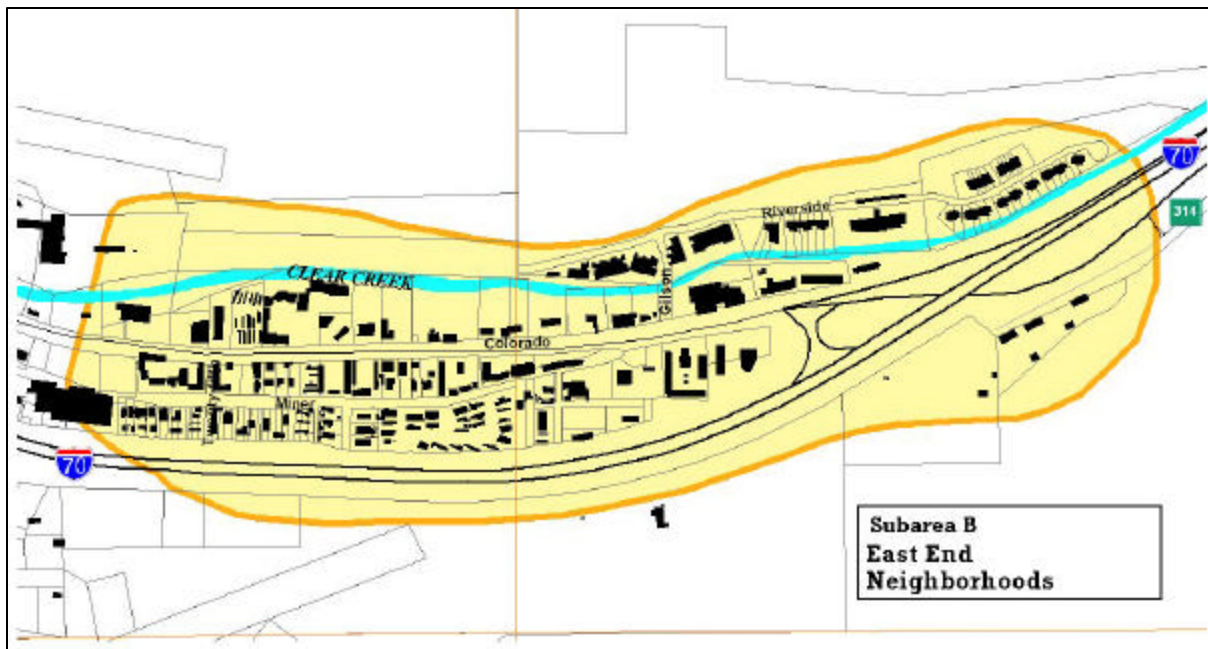 70
314
Riverside
CLEAR CREEK
Gilson
Colorado
Miner
70
Subarea B
East End
Neighborhoods